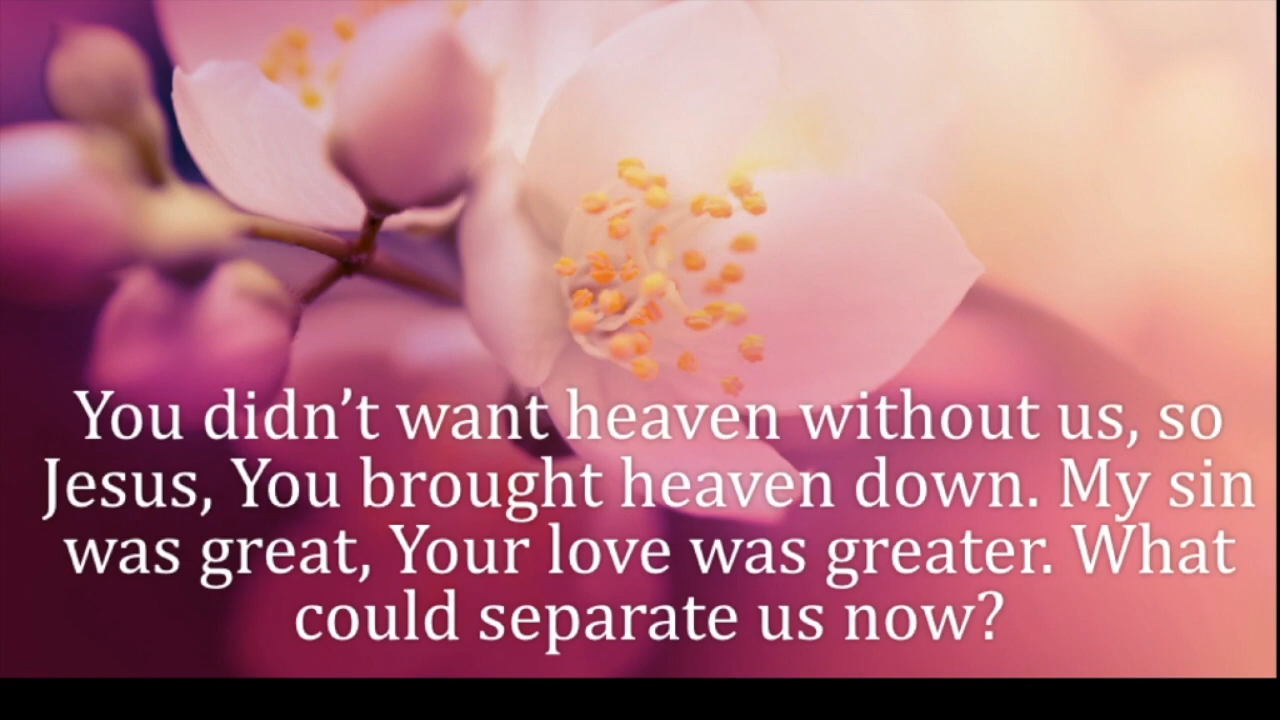 You didn’t want heaven without us, so
Jesus, You brought heaven down. My sin
was great, Your love was greater. What
could separate us now?